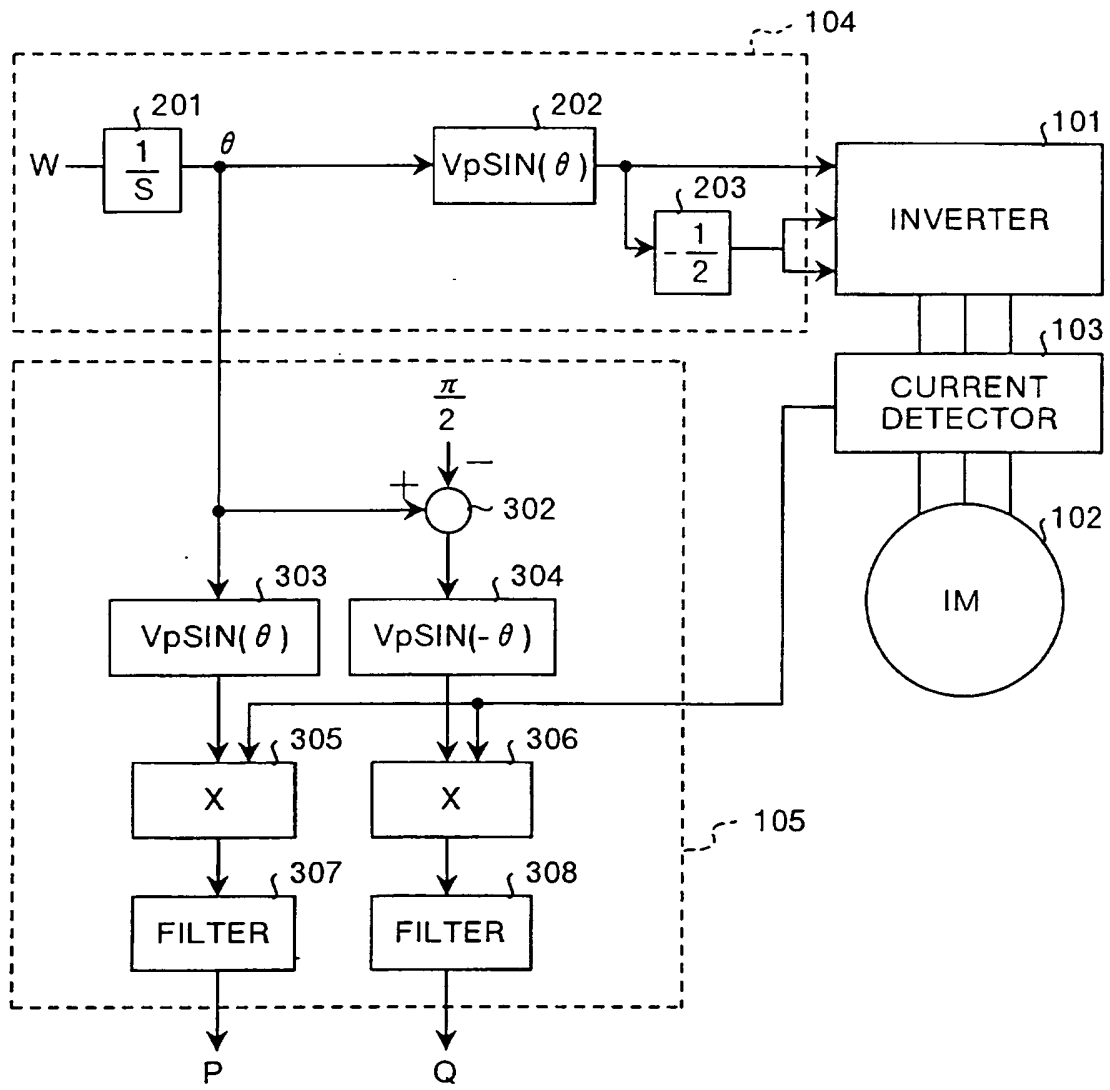 104
201
202
101
W
1
S
θ
VpSIN(θ)
203
- 1
2
INVERTER
103
CURRENT
DETECTOR
π
2
−
+
302
102
IM
303
304
VpSIN(θ)
VpSIN(-θ)
305
306
X
X
105
307
308
FILTER
FILTER
P
Q